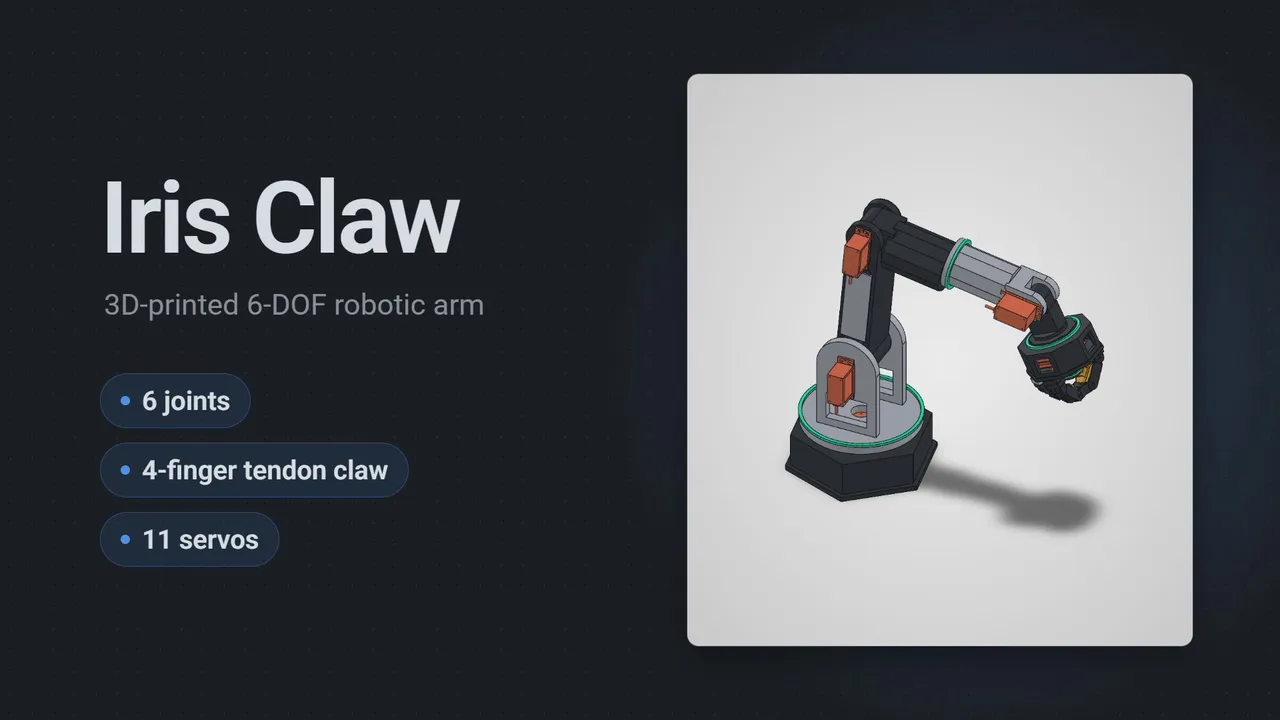 Iris Claw
3D-printed 6-DOF robotic arm
6 joints
4-finger tendon claw
11 servos